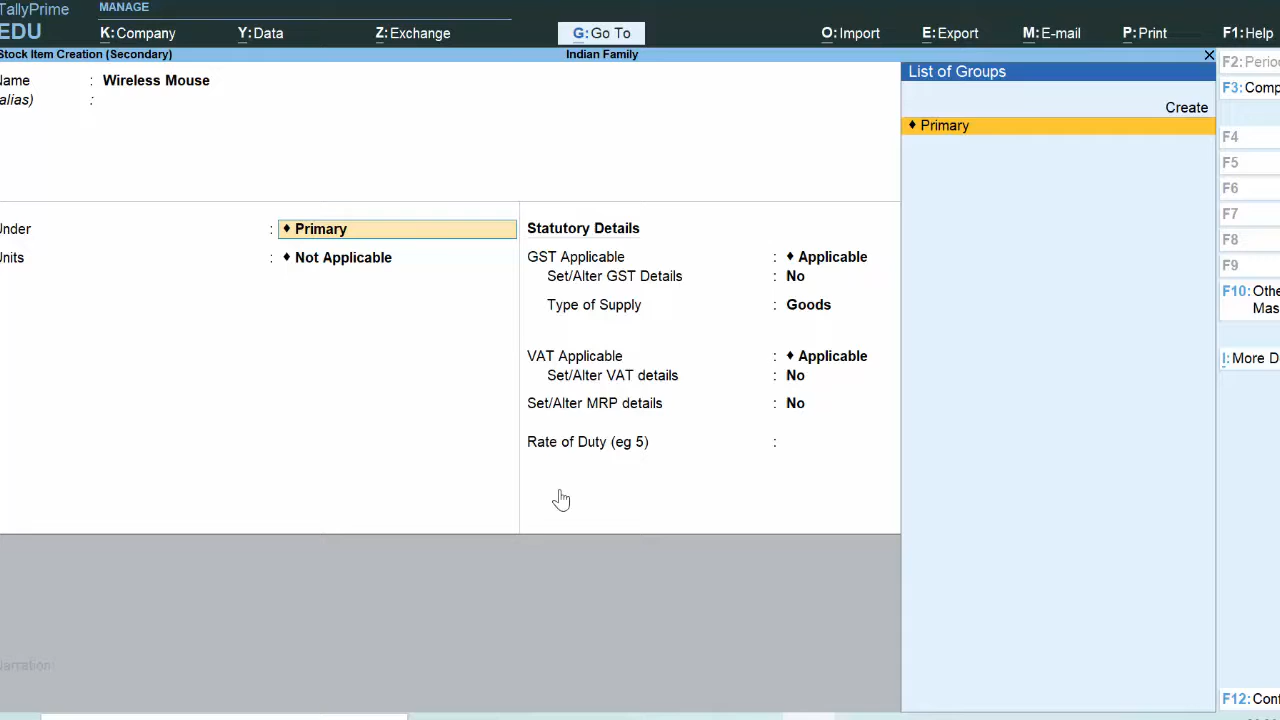 TallyPrime
MANAGE
EDU
K:Company
Y:Data
Z:Exchange
G:Go To
O:Import
E:Export
M:E-mail
P:Print
F1:Help
Stock Item Creation (Secondary)
Indian Family
Name : Wireless Mouse
(alias) :
List of Groups
Create
♦ Primary
Under : ♦ Primary
Units : ♦ Not Applicable
Statutory Details
GST Applicable : ♦ Applicable
Set/Alter GST Details : No
Type of Supply : Goods
VAT Applicable : ♦ Applicable
Set/Alter VAT details : No
Set/Alter MRP details : No
Rate of Duty (eg 5) :
Narration:
F2:Perio
F3:Comp
F4
F5
F6
F7
F8
F9
F10:Othe
Mas
I:More D
F12:Conf